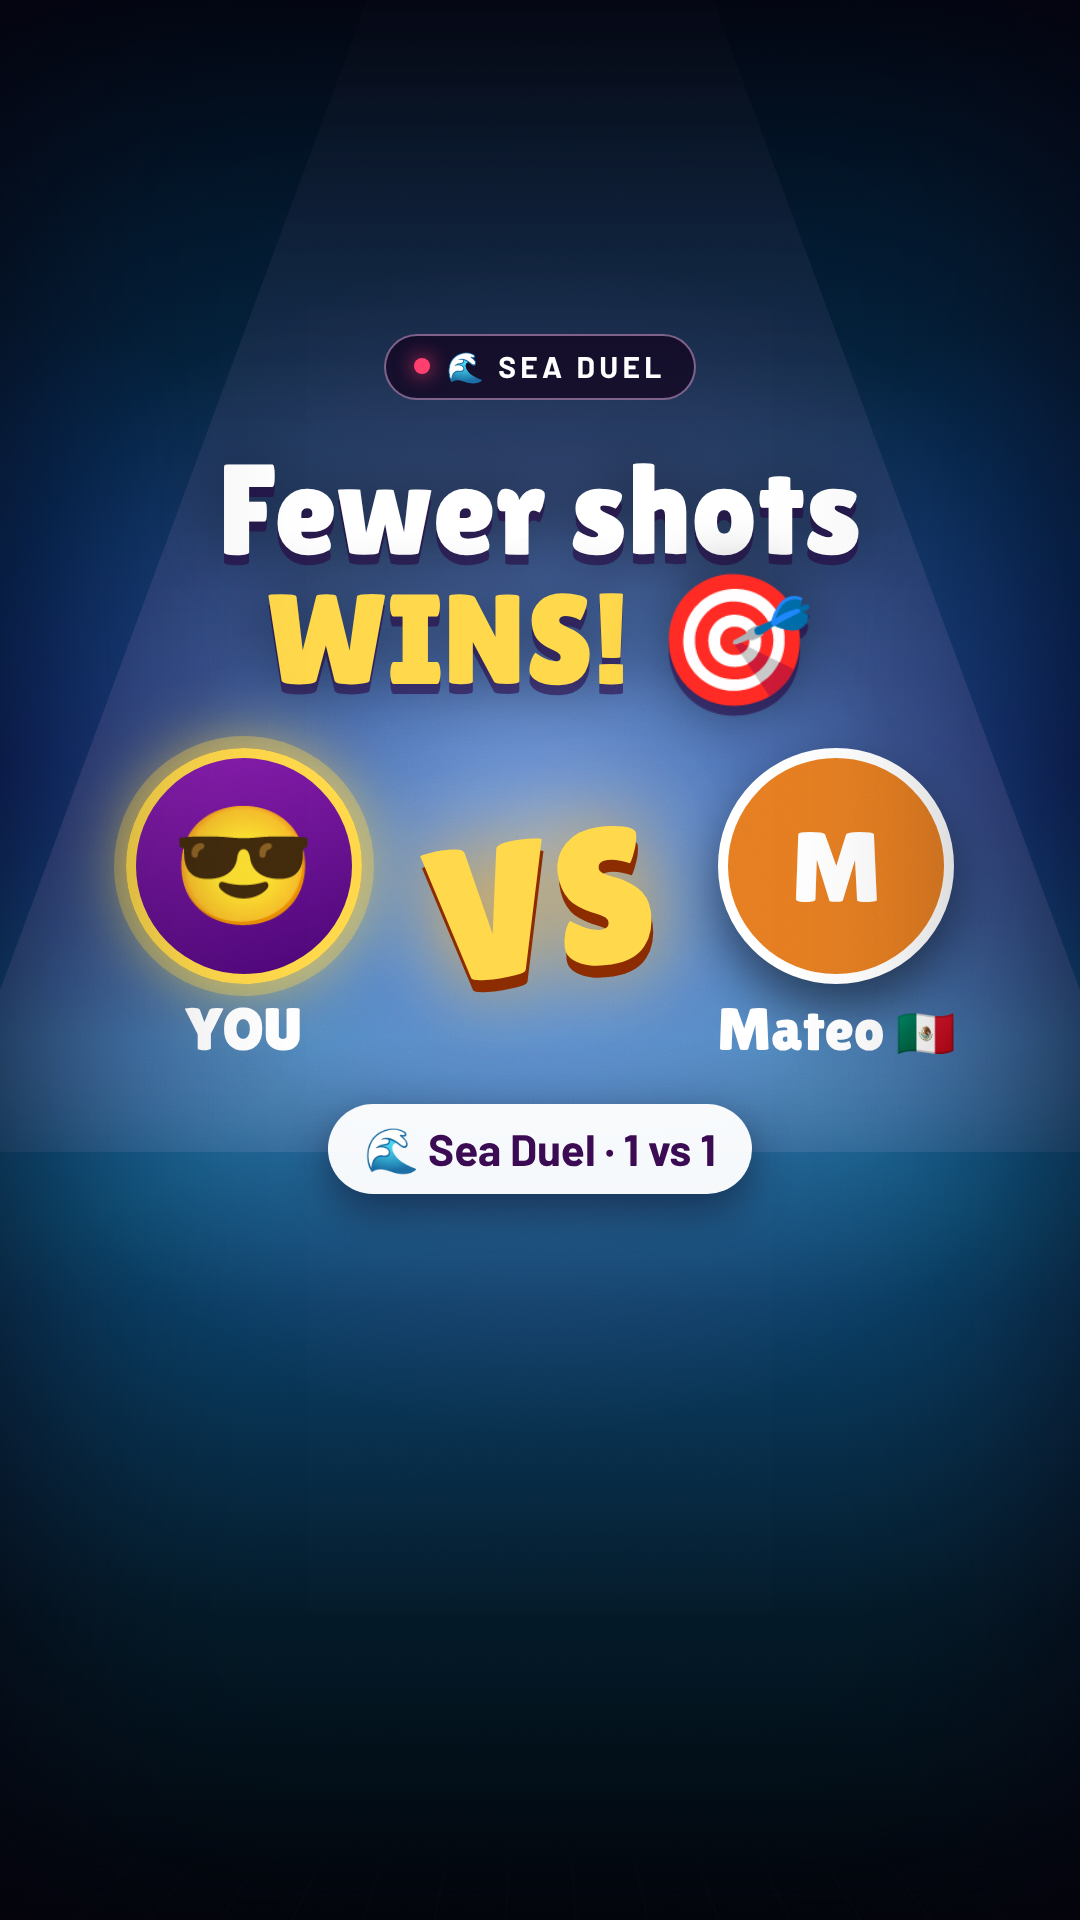 🌊 SEA DUEL
Fewer shots
WINS! 🎯
VS
M
YOU
Mateo 🇲🇽
🌊 Sea Duel · 1 vs 1